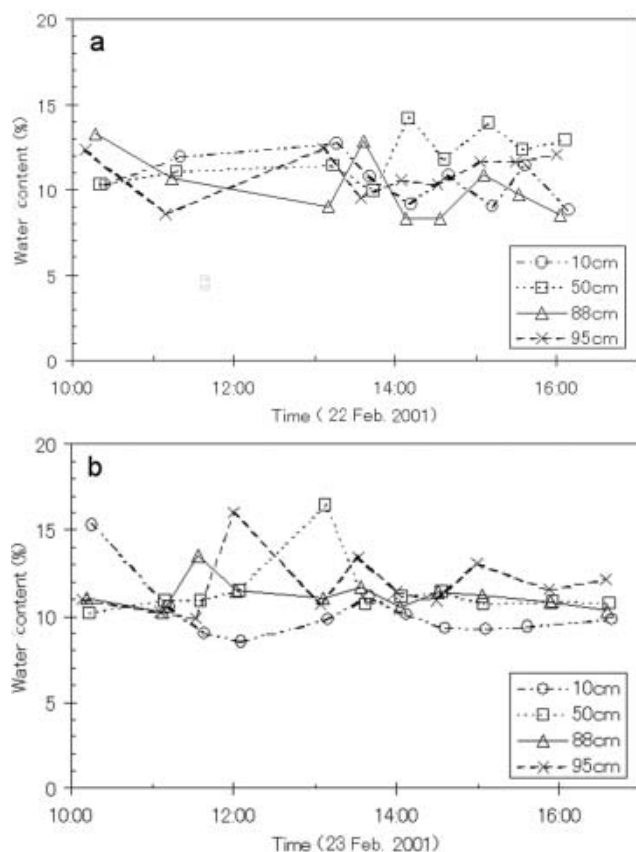 a
20
15
10
5
0
Water content (%)
10:00 12:00 14:00 16:00
Time ( 22 Feb. 2001)
10cm
50cm
88cm
95cm
b
20
15
10
5
0
Water content (%)
10:00 12:00 14:00 16:00
Time (23 Feb. 2001)
10cm
50cm
88cm
95cm